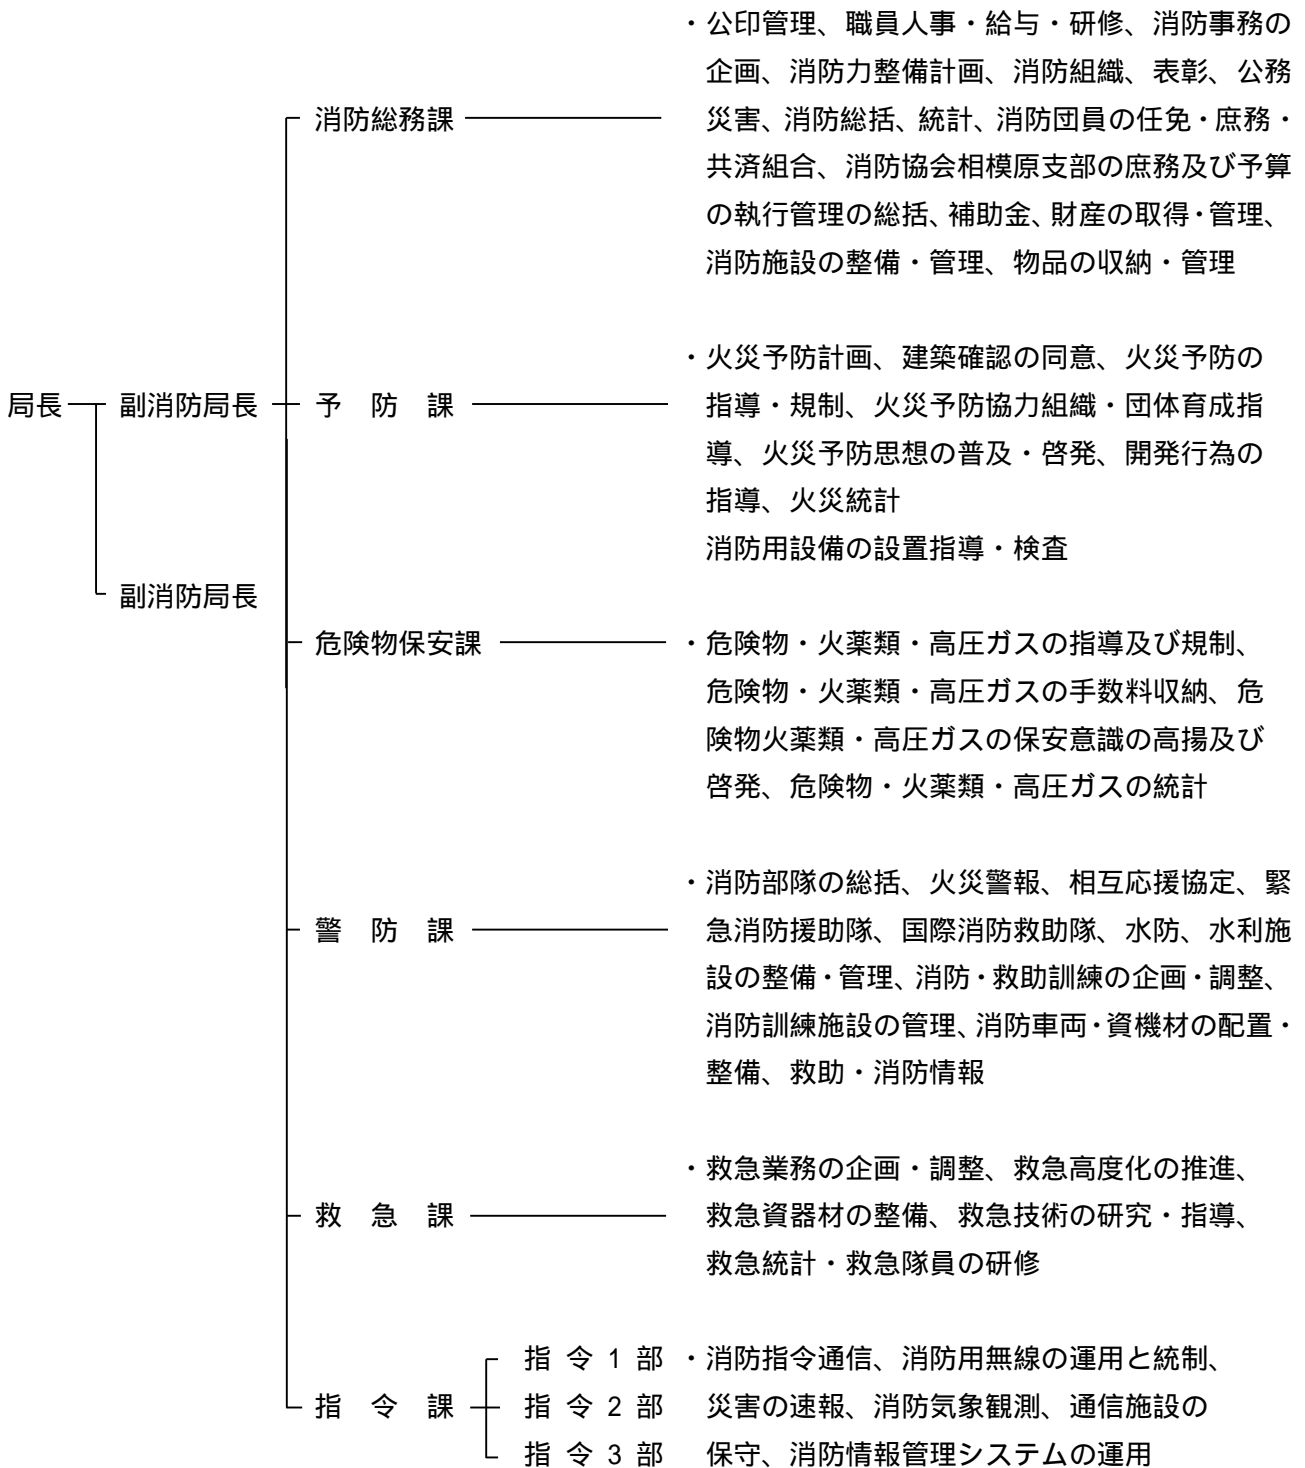 ・公印管理、職員人事・給与・研修、消防事務の
企画、消防力整備計画、消防組織、表彰、公務
消防総務課 災害、消防総括、統計、消防団員の任免・庶務・
共済組合、消防協会相模原支部の庶務及び予算
の執行管理の総括、補助金、財産の取得・管理、
消防施設の整備・管理、物品の収納・管理
・火災予防計画、建築確認の同意、火災予防の
局長 副消防局長 予 防 課 指導・規制、火災予防協力組織・団体育成指
導、火災予防思想の普及・啓発、開発行為の
指導、火災統計
消防用設備の設置指導・検査
副消防局長
危険物保安課 ・危険物・火薬類・高圧ガスの指導及び規制、
危険物・火薬類・高圧ガスの手数料収納、危
険物火薬類・高圧ガスの保安意識の高揚及び
啓発、危険物・火薬類・高圧ガスの統計
・消防部隊の総括、火災警報、相互応援協定、緊
警 防 課 急消防援助隊、国際消防救助隊、水防、水利施
設の整備・管理、消防・救助訓練の企画・調整、
消防訓練施設の管理、消防車両・資機材の配置・
整備、救助・消防情報
・救急業務の企画・調整、救急高度化の推進、
救 急 課 救急資器材の整備、救急技術の研究・指導、
救急統計・救急隊員の研修
指 令 1 部 ・消防指令通信、消防用無線の運用と統制、
指 令 課 指 令 2 部 災害の速報、消防気象観測、通信施設の
指 令 3 部 保守、消防情報管理システムの運用